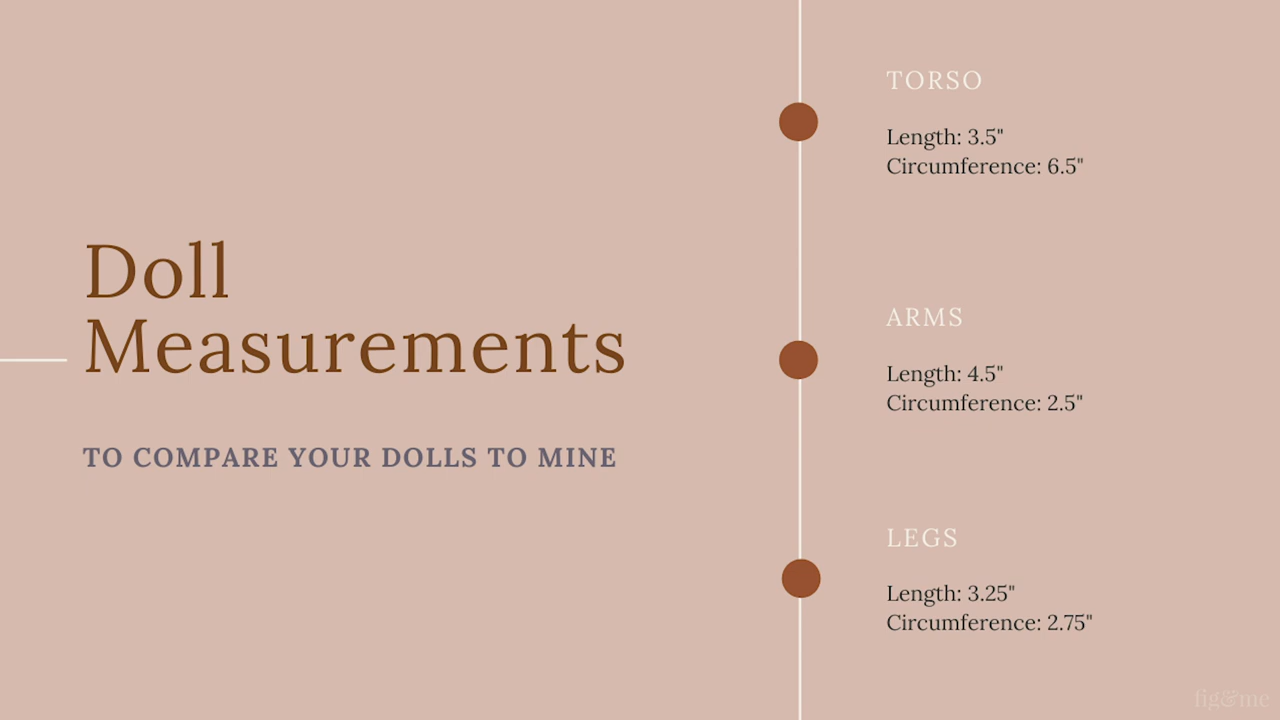 Doll
Measurements
TO COMPARE YOUR DOLLS TO MINE
TORSO
Length: 3.5"
Circumference: 6.5"
ARMS
Length: 4.5"
Circumference: 2.5"
LEGS
Length: 3.25"
Circumference: 2.75"
fig&me